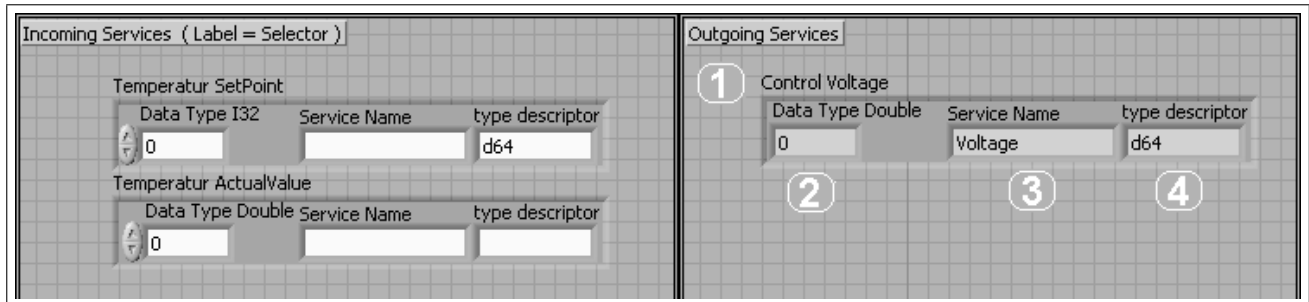 Incoming Services ( Label = Selector )
Temperatur SetPoint
Data Type I32 Service Name type descriptor
0 d64
Temperatur ActualValue
Data Type Double Service Name type descriptor
0
Outgoing Services
1 Control Voltage
Data Type Double Service Name type descriptor
0 Voltage d64
2 3 4